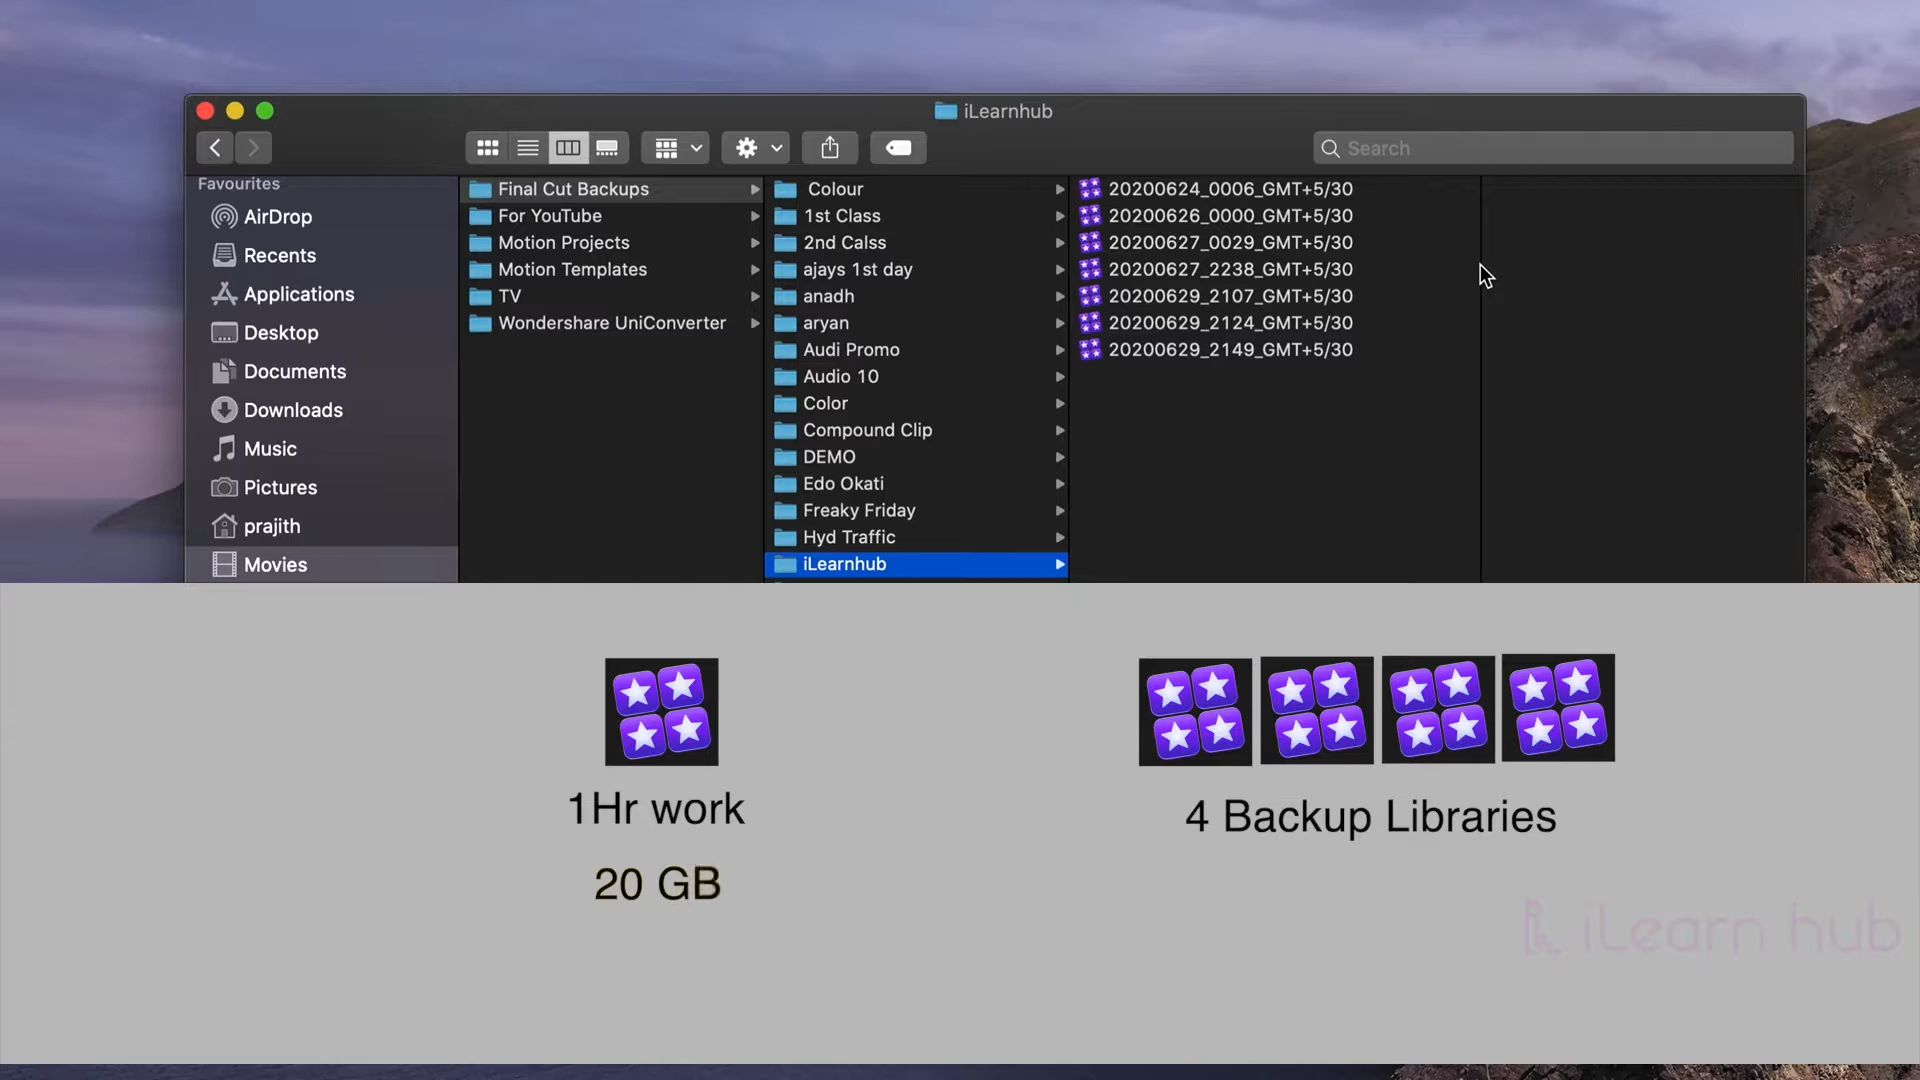 iLearnhub
Search
Favourites
AirDrop
Recents
Applications
Desktop
Documents
Downloads
Music
Pictures
prajith
Movies
Final Cut Backups
For YouTube
Motion Projects
Motion Templates
TV
Wondershare UniConverter
Colour
1st Class
2nd Calss
ajays 1st day
anadh
aryan
Audi Promo
Audio 10
Color
Compound Clip
DEMO
Edo Okati
Freaky Friday
Hyd Traffic
iLearnhub
20200624_0006_GMT+5/30
20200626_0000_GMT+5/30
20200627_0029_GMT+5/30
20200627_2238_GMT+5/30
20200629_2107_GMT+5/30
20200629_2124_GMT+5/30
20200629_2149_GMT+5/30
1Hr work
20 GB
4 Backup Libraries
iLearn hub